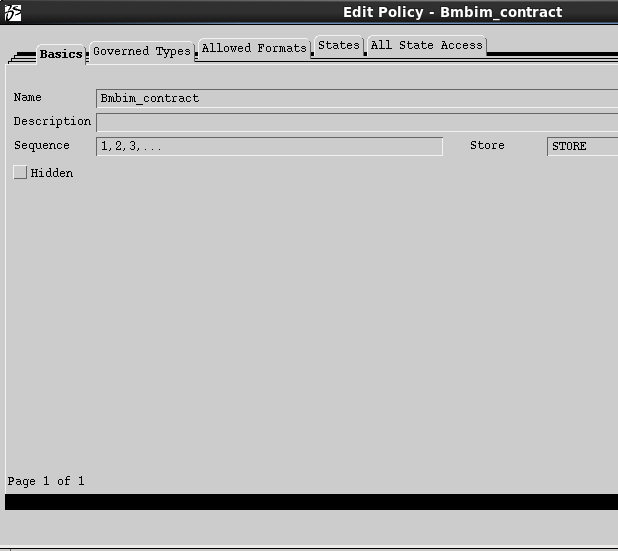 Edit Policy - Bmbim_contract
Basics Governed Types Allowed Formats States All State Access
Name Bmbim_contract
Description
Sequence 1,2,3,... Store STORE
Hidden
Page 1 of 1